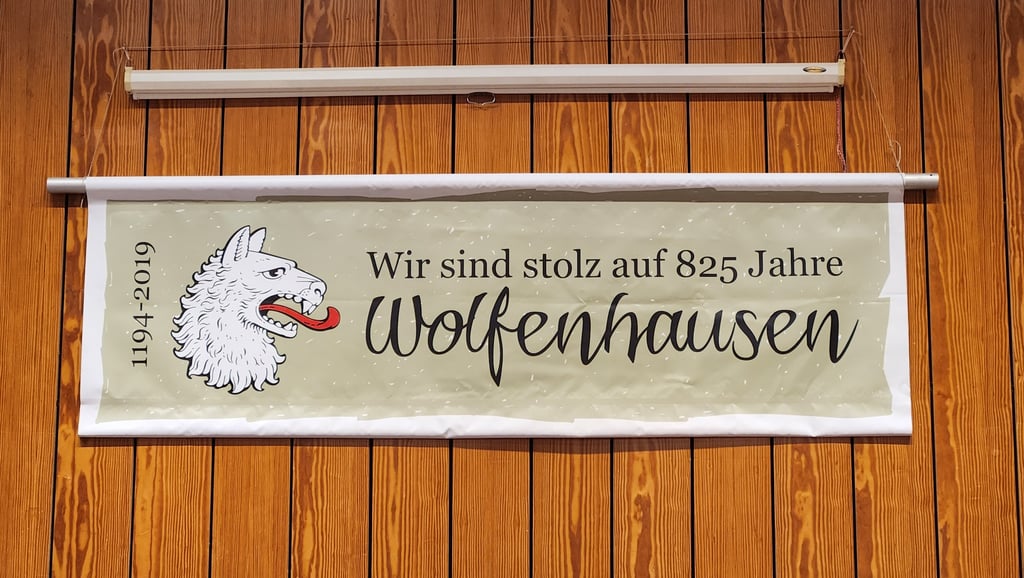 1194-2019
Wir sind stolz auf 825 Jahre
Wolfenhausen